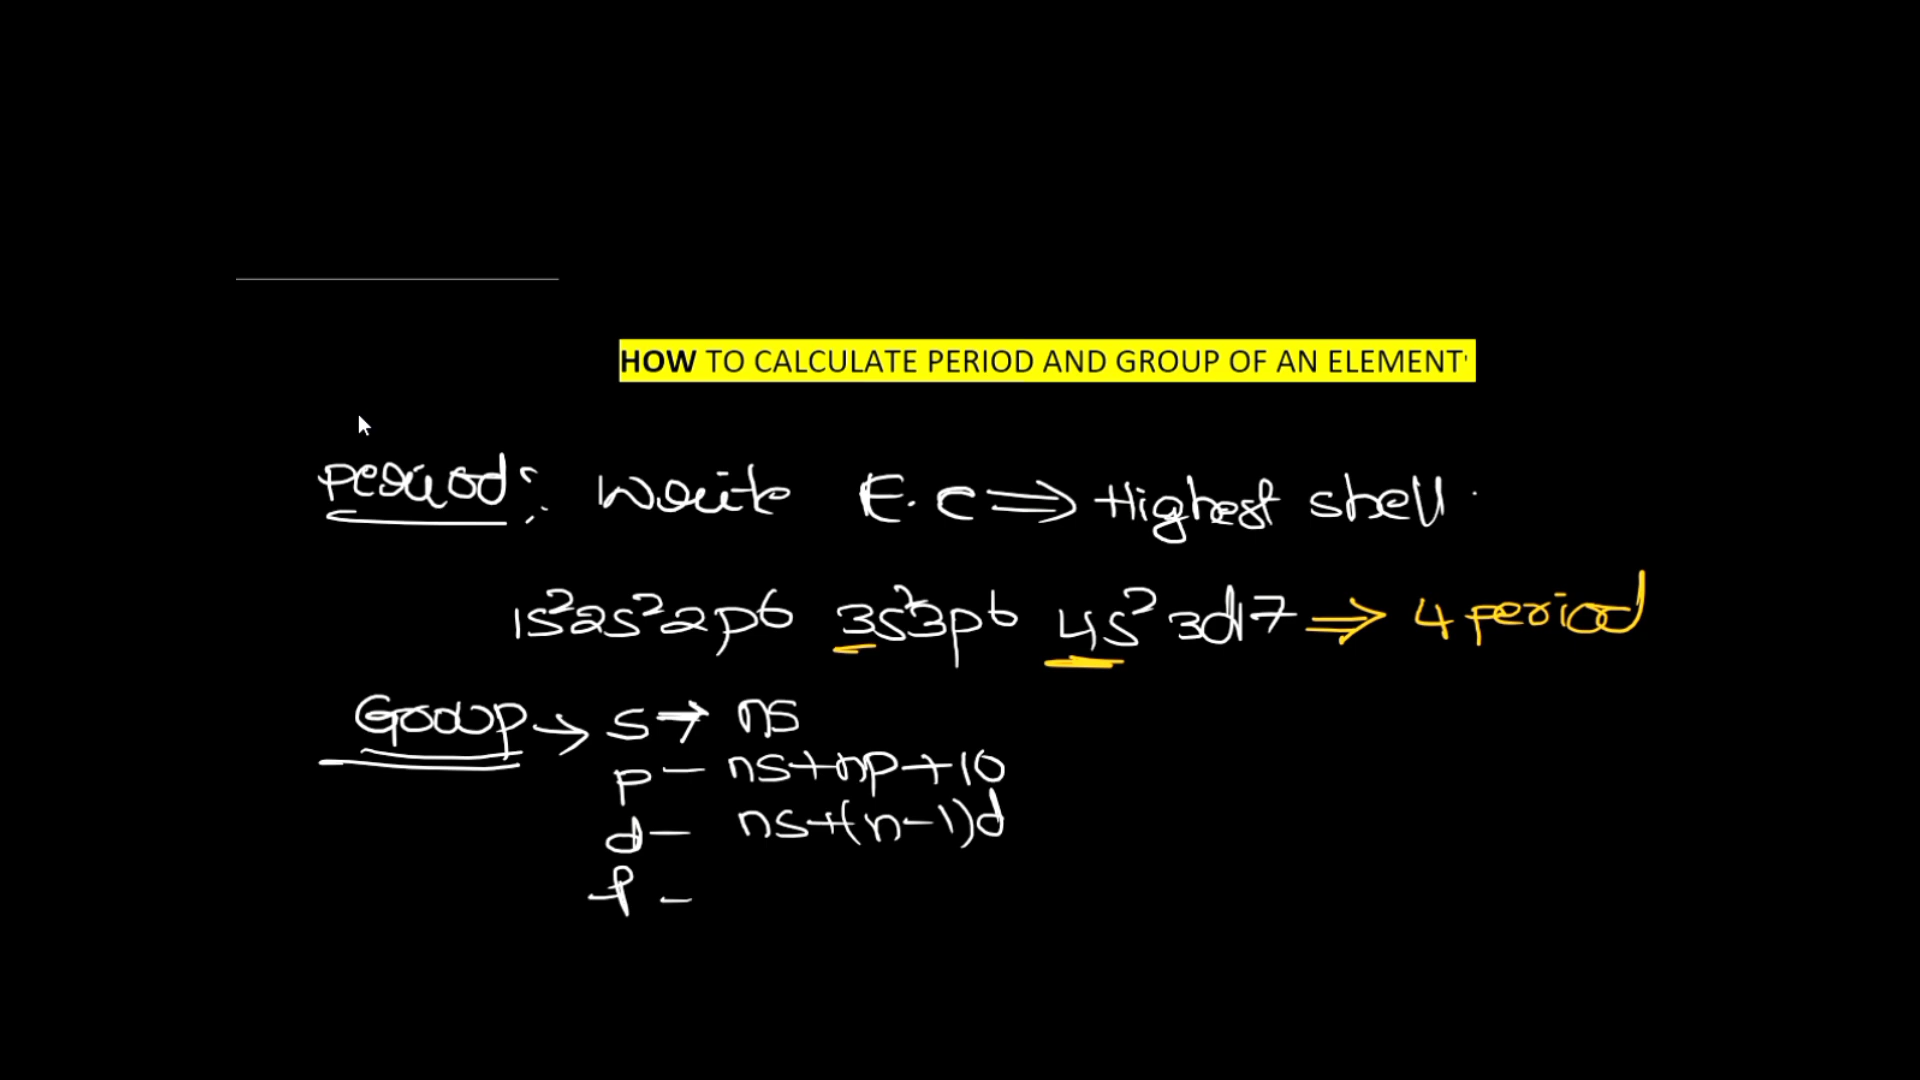 HOW TO CALCULATE PERIOD AND GROUP OF AN ELEMENT
Period: Write E.C ⇒ Highest shell.
1s²2s²2p6 3s²3p6 4s² 3d17 ⇒ 4 period
Group → s → ns
p - ns+np+10
d - ns+(n-1)d
f -